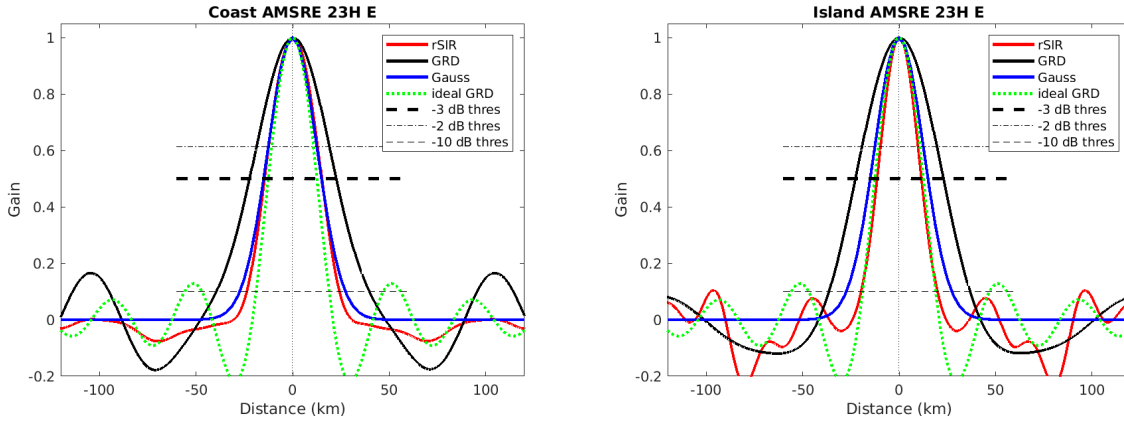 Coast AMSRE 23H E
1
0.8
0.6
0.4
0.2
0
-0.2
Gain
-100
-50
0
50
100
Distance (km)
rSIR
GRD
Gauss
ideal GRD
-3 dB thres
-2 dB thres
-10 dB thres
Island AMSRE 23H E
1
0.8
0.6
0.4
0.2
0
-0.2
Gain
-100
-50
0
50
100
Distance (km)
rSIR
GRD
Gauss
ideal GRD
-3 dB thres
-2 dB thres
-10 dB thres